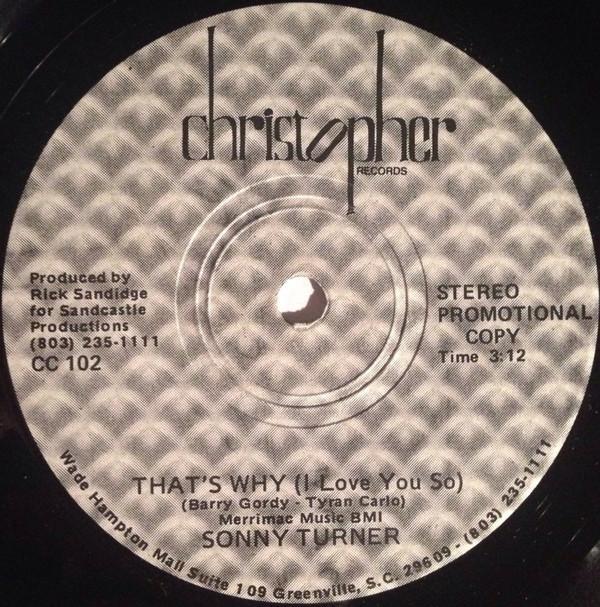 christopher
RECORDS
Produced by
Rick Sandidge
for Sandcastle
Productions
(803) 235-1111
CC 102
STEREO
PROMOTIONAL
COPY
Time 3:12
THAT'S WHY (I Love You So)
(Barry Gordy - Tyran Carlo)
Merrimac Music BMI
SONNY TURNER
Wade Hampton Mall Suite 109 Greenville, S.C. 29609 - (803) 235-1111